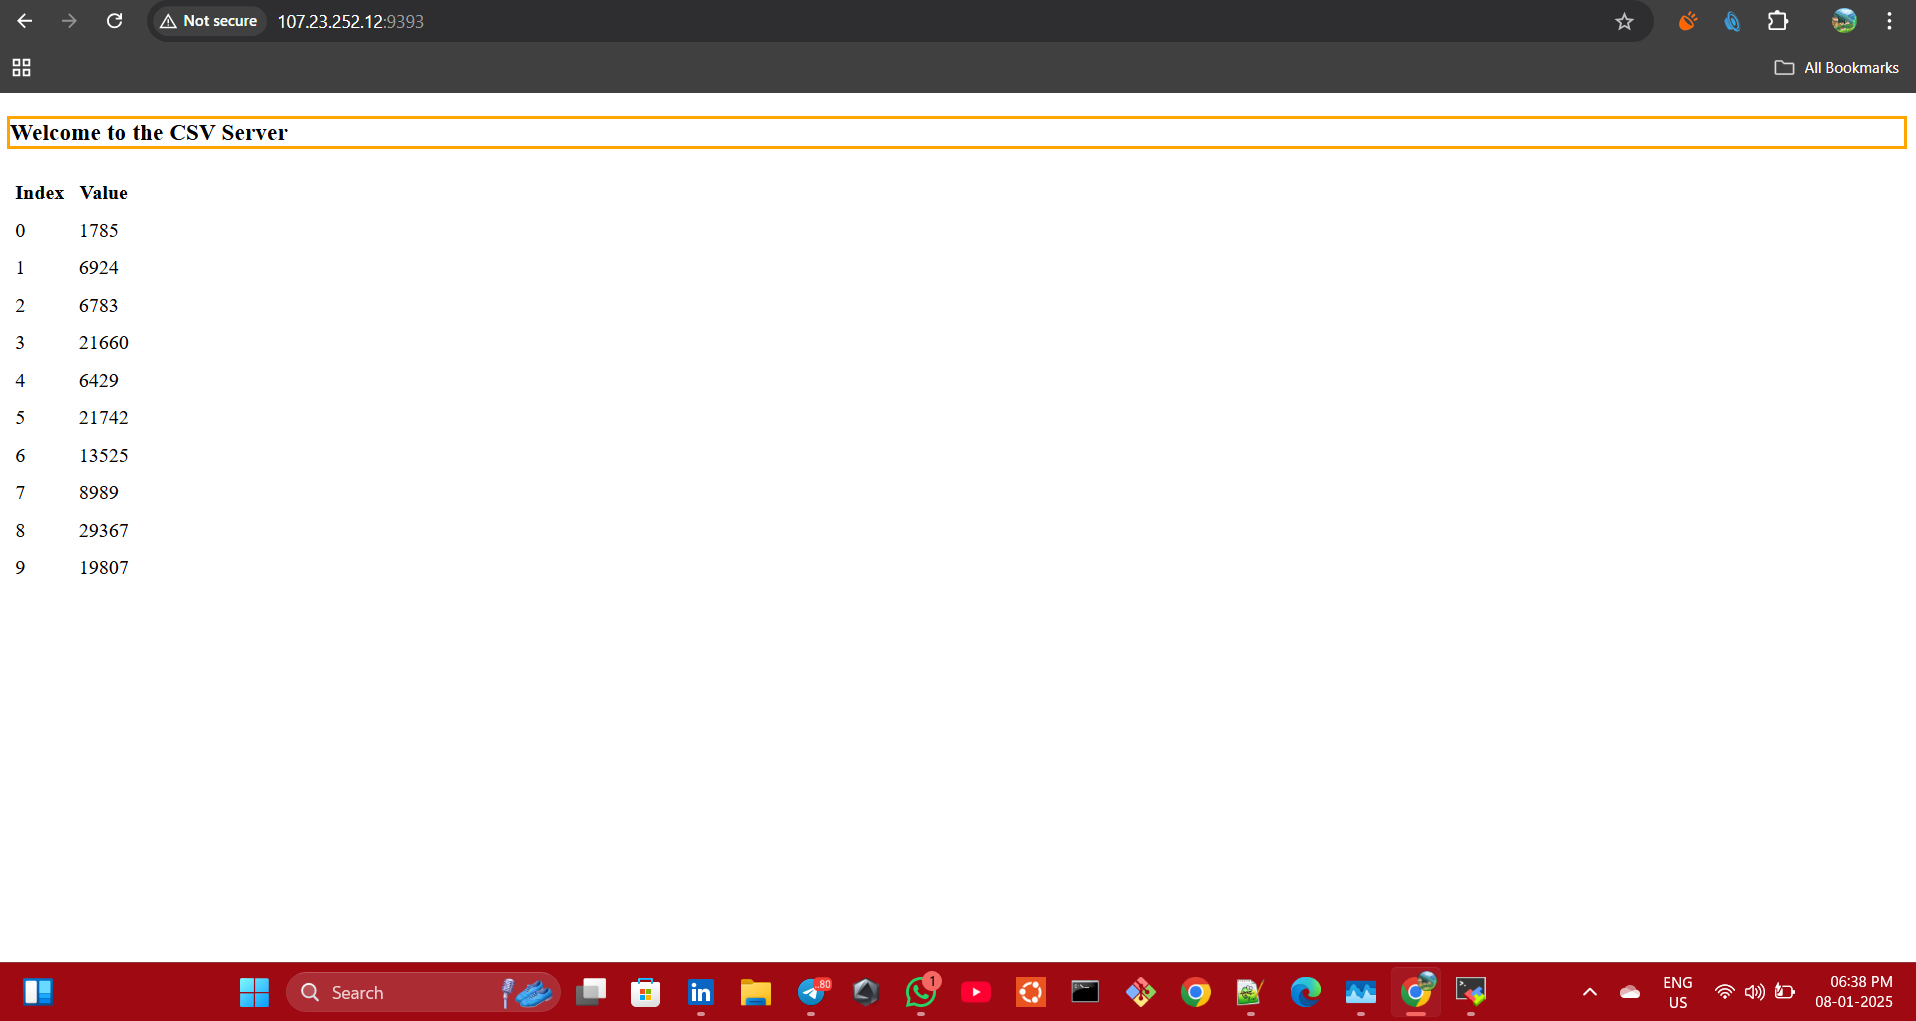 Not secure 107.23.252.12:9393
All Bookmarks
Welcome to the CSV Server
Index Value
0 1785
1 6924
2 6783
3 21660
4 6429
5 21742
6 13525
7 8989
8 29367
9 19807
Search
in
..80
1
ENG
US
06:38 PM
08-01-2025